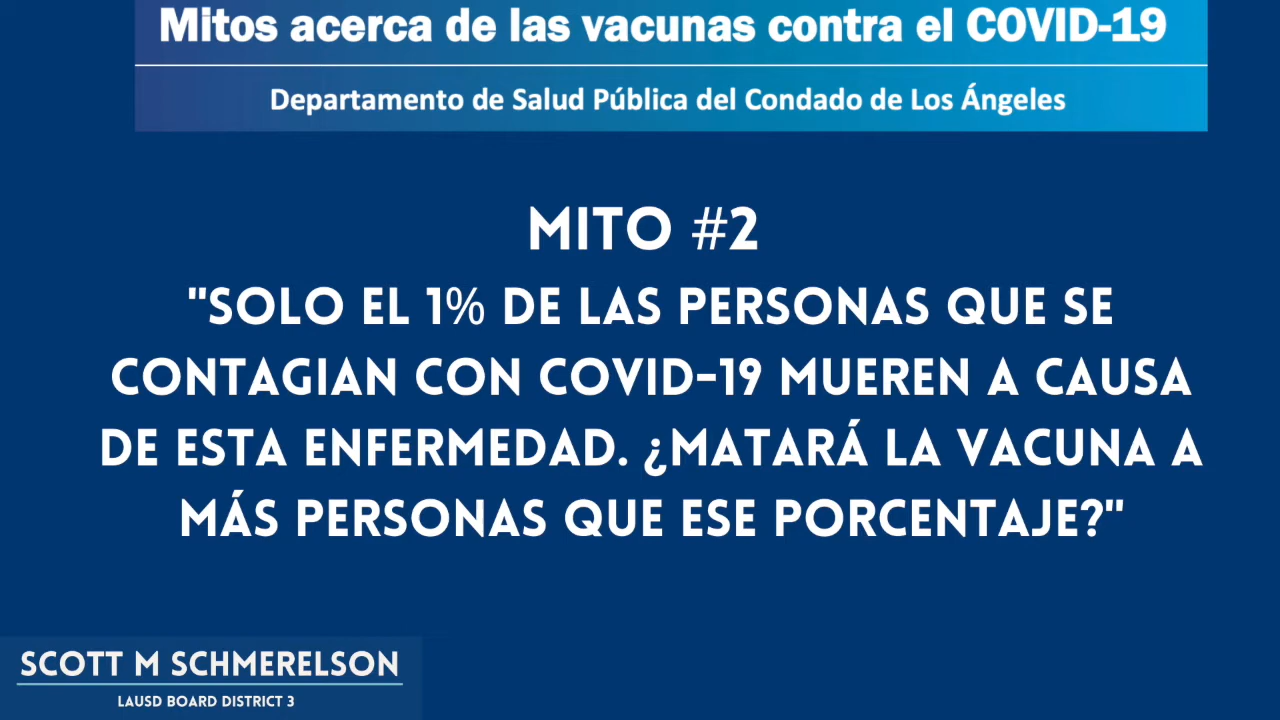 Mitos acerca de las vacunas contra el COVID-19
Departamento de Salud Pública del Condado de Los Ángeles
MITO #2
"SOLO EL 1% DE LAS PERSONAS QUE SE
CONTAGIAN CON COVID-19 MUEREN A CAUSA
DE ESTA ENFERMEDAD. ¿MATARÁ LA VACUNA A
MÁS PERSONAS QUE ESE PORCENTAJE?"
SCOTT M SCHMERELSON
LAUSD BOARD DISTRICT 3